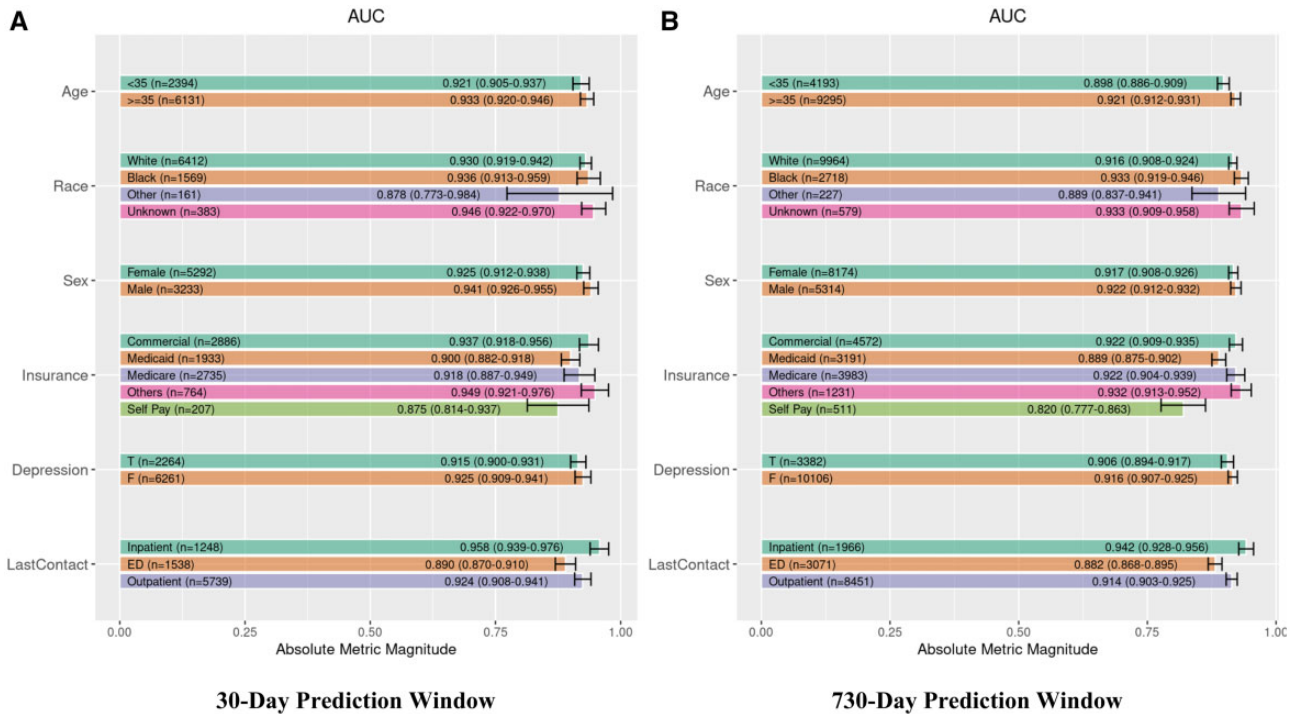 A
AUC
Age
<35 (n=2394) 0.921 (0.905-0.937)
>=35 (n=6131) 0.933 (0.920-0.946)
Race
White (n=6412) 0.930 (0.919-0.942)
Black (n=1569) 0.936 (0.913-0.959)
Other (n=161) 0.878 (0.773-0.984)
Unknown (n=383) 0.946 (0.922-0.970)
Sex
Female (n=5292) 0.925 (0.912-0.938)
Male (n=3233) 0.941 (0.926-0.955)
Insurance
Commercial (n=2886) 0.937 (0.918-0.956)
Medicaid (n=1933) 0.900 (0.882-0.918)
Medicare (n=2735) 0.918 (0.887-0.949)
Others (n=764) 0.949 (0.921-0.976)
Self Pay (n=207) 0.875 (0.814-0.937)
Depression
T (n=2264) 0.915 (0.900-0.931)
F (n=6261) 0.925 (0.909-0.941)
LastContact
Inpatient (n=1248) 0.958 (0.939-0.976)
ED (n=1538) 0.890 (0.870-0.910)
Outpatient (n=5739) 0.924 (0.908-0.941)
0.00 0.25 0.50 0.75 1.00
Absolute Metric Magnitude
30-Day Prediction Window
B
AUC
Age
<35 (n=4193) 0.898 (0.886-0.909)
>=35 (n=9295) 0.921 (0.912-0.931)
Race
White (n=9964) 0.916 (0.908-0.924)
Black (n=2718) 0.933 (0.919-0.946)
Other (n=227) 0.889 (0.837-0.941)
Unknown (n=579) 0.933 (0.909-0.958)
Sex
Female (n=8174) 0.917 (0.908-0.926)
Male (n=5314) 0.922 (0.912-0.932)
Insurance
Commercial (n=4572) 0.922 (0.909-0.935)
Medicaid (n=3191) 0.889 (0.875-0.902)
Medicare (n=3983) 0.922 (0.904-0.939)
Others (n=1231) 0.932 (0.913-0.952)
Self Pay (n=511) 0.820 (0.777-0.863)
Depression
T (n=3382) 0.906 (0.894-0.917)
F (n=10106) 0.916 (0.907-0.925)
LastContact
Inpatient (n=1966) 0.942 (0.928-0.956)
ED (n=3071) 0.882 (0.868-0.895)
Outpatient (n=8451) 0.914 (0.903-0.925)
0.00 0.25 0.50 0.75 1.00
Absolute Metric Magnitude
730-Day Prediction Window